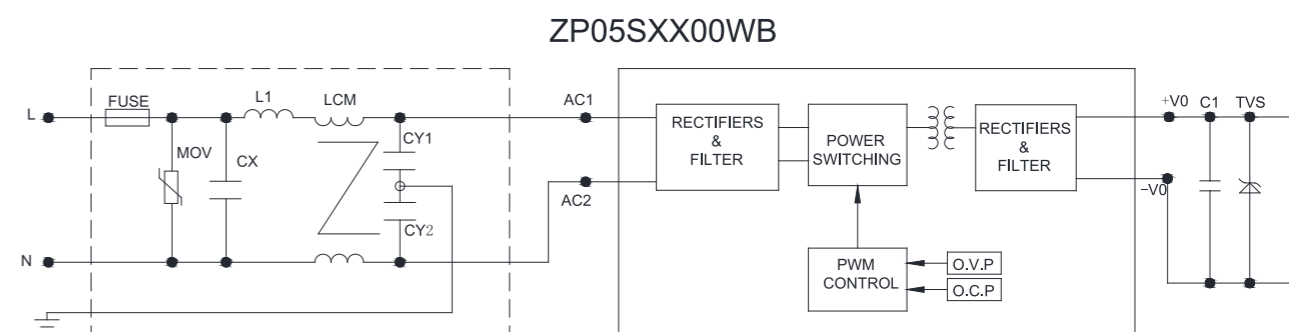 ZP05SXX00WB
L
FUSE
L1
LCM
MOV
CX
CY1
CY2
N
AC1
AC2
RECTIFIERS
&
FILTER
POWER
SWITCHING
RECTIFIERS
&
FILTER
PWM
CONTROL
O.V.P
O.C.P
+V0
C1
TVS
-V0